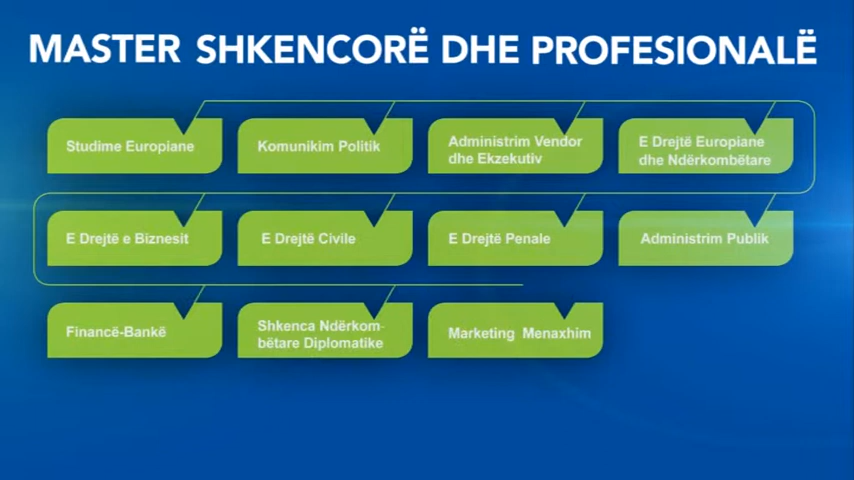 MASTER SHKENCORË DHE PROFESIONALË
Studime Europiane
Komunikim Politik
Administrim Vendor
dhe Ekzekutiv
E Drejtë Europiane
dhe Ndërkombëtare
E Drejtë e Biznesit
E Drejtë Civile
E Drejtë Penale
Administrim Publik
Financë-Bankë
Shkenca Ndërkom-
bëtare Diplomatike
Marketing Menaxhim